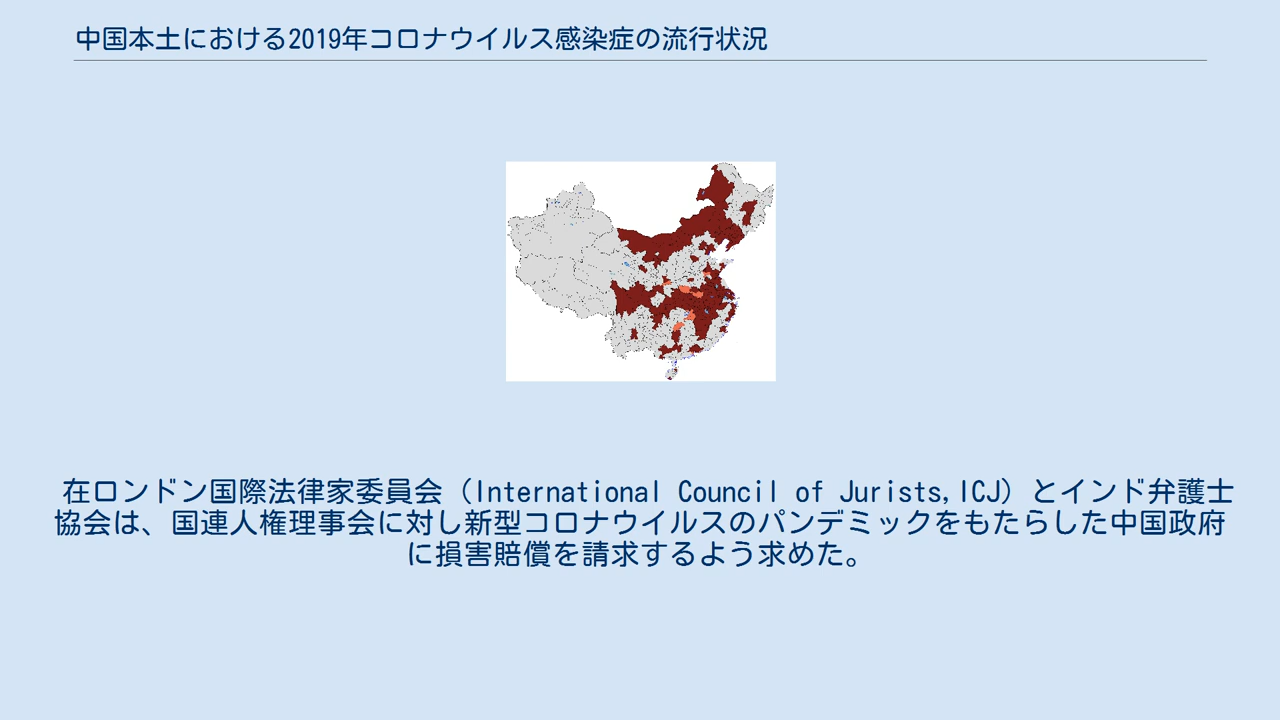 中国本土における2019年コロナウイルス感染症の流行状況
在ロンドン国際法律家委員会（International Council of Jurists,ICJ）とインド弁護士
協会は、国連人権理事会に対し新型コロナウイルスのパンデミックをもたらした中国政府
に損害賠償を請求するよう求めた。